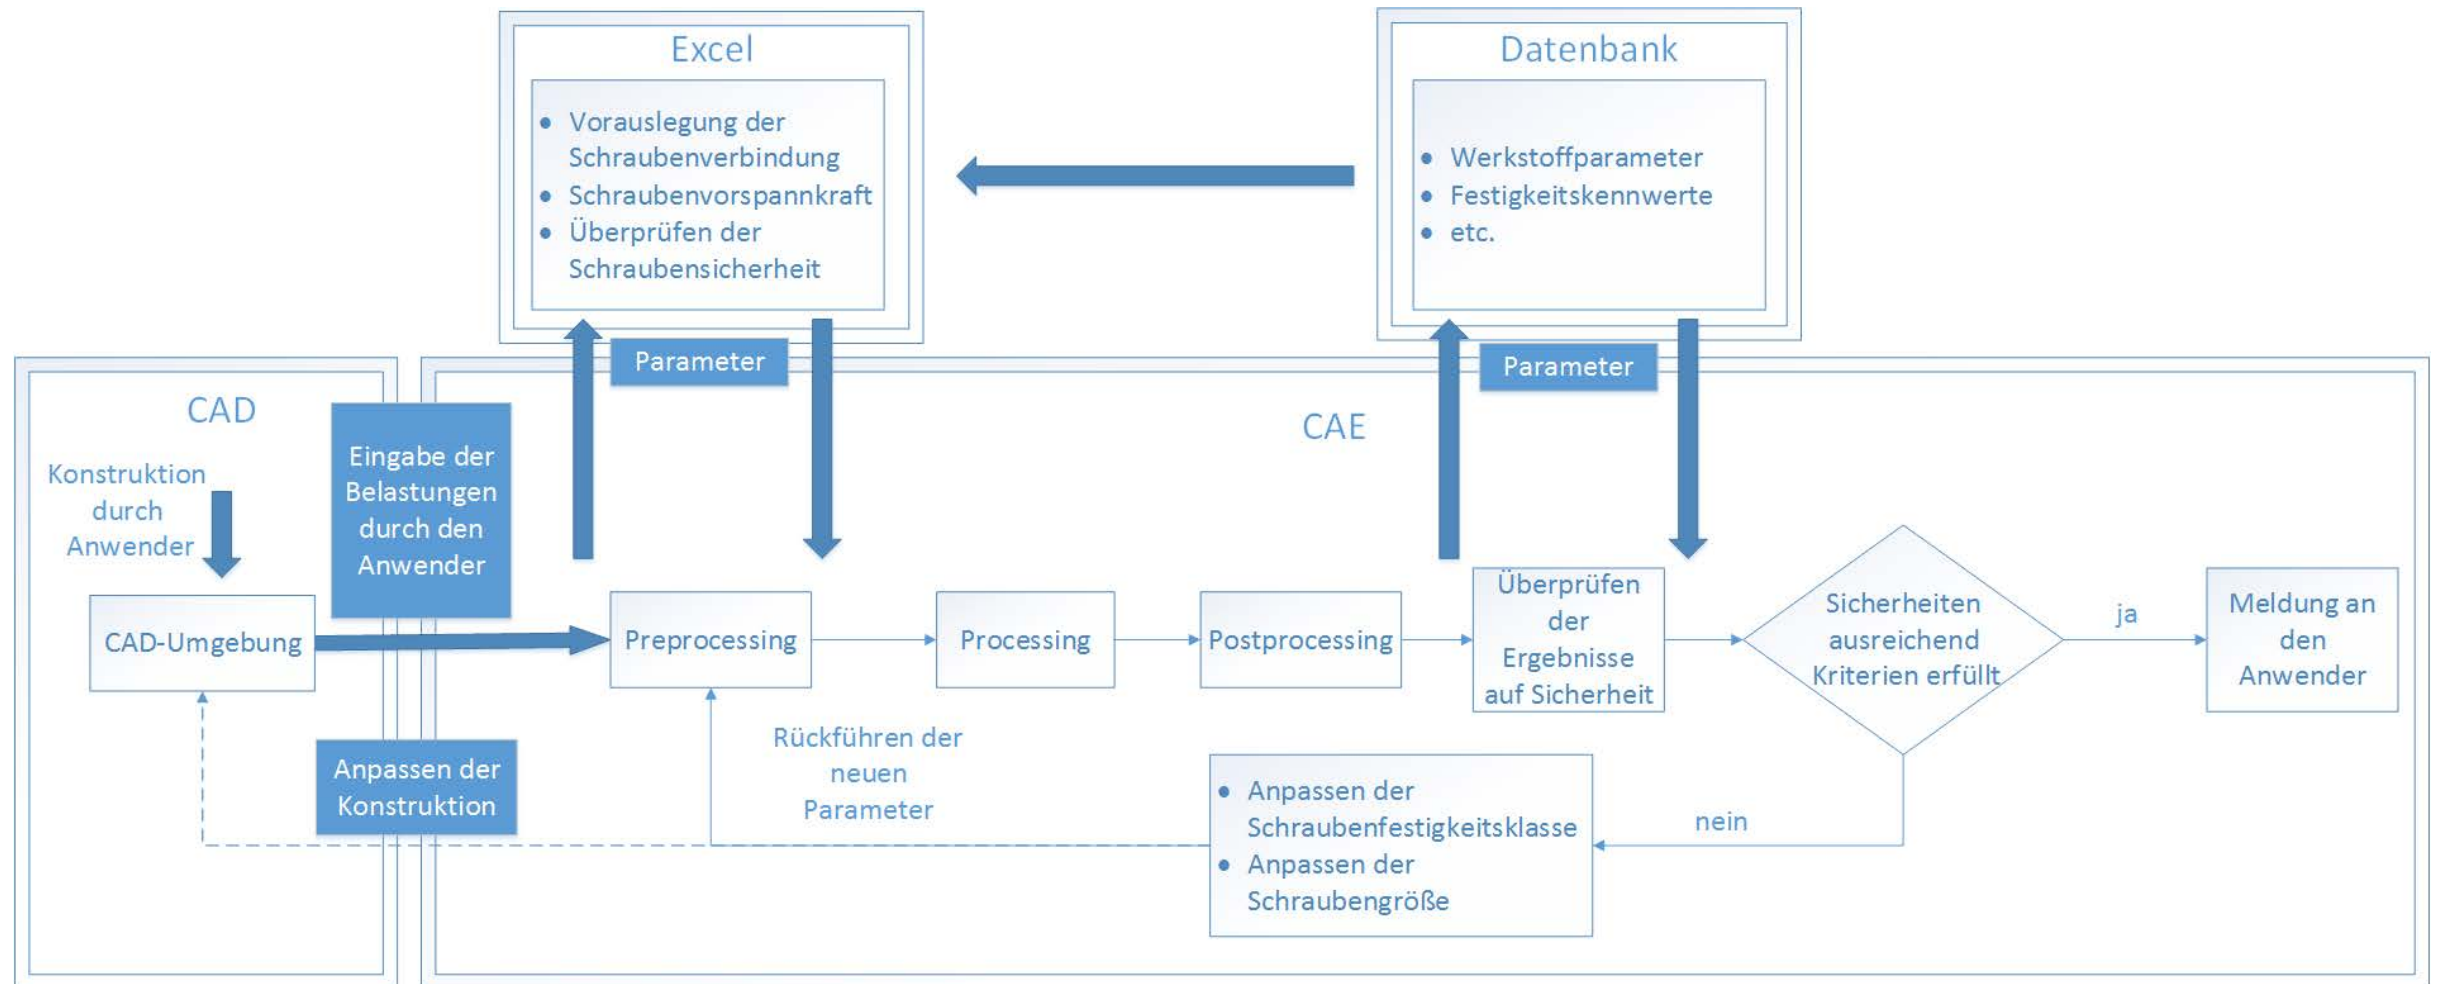 Excel
• Vorauslegung der
Schraubenverbindung
• Schraubenvorspannkraft
• Überprüfen der
Schraubensicherheit
Datenbank
• Werkstoffparameter
• Festigkeitskennwerte
• etc.
Parameter
Parameter
CAD
Konstruktion
durch
Anwender
Eingabe der
Belastungen
durch den
Anwender
CAE
CAD-Umgebung
Preprocessing
Processing
Postprocessing
Überprüfen
der
Ergebnisse
auf Sicherheit
Sicherheiten
ausreichend
Kriterien erfüllt
ja
Meldung an
den
Anwender
Anpassen der
Konstruktion
Rückführen der
neuen
Parameter
• Anpassen der
Schraubenfestigkeitsklasse
• Anpassen der
Schraubengröße
nein